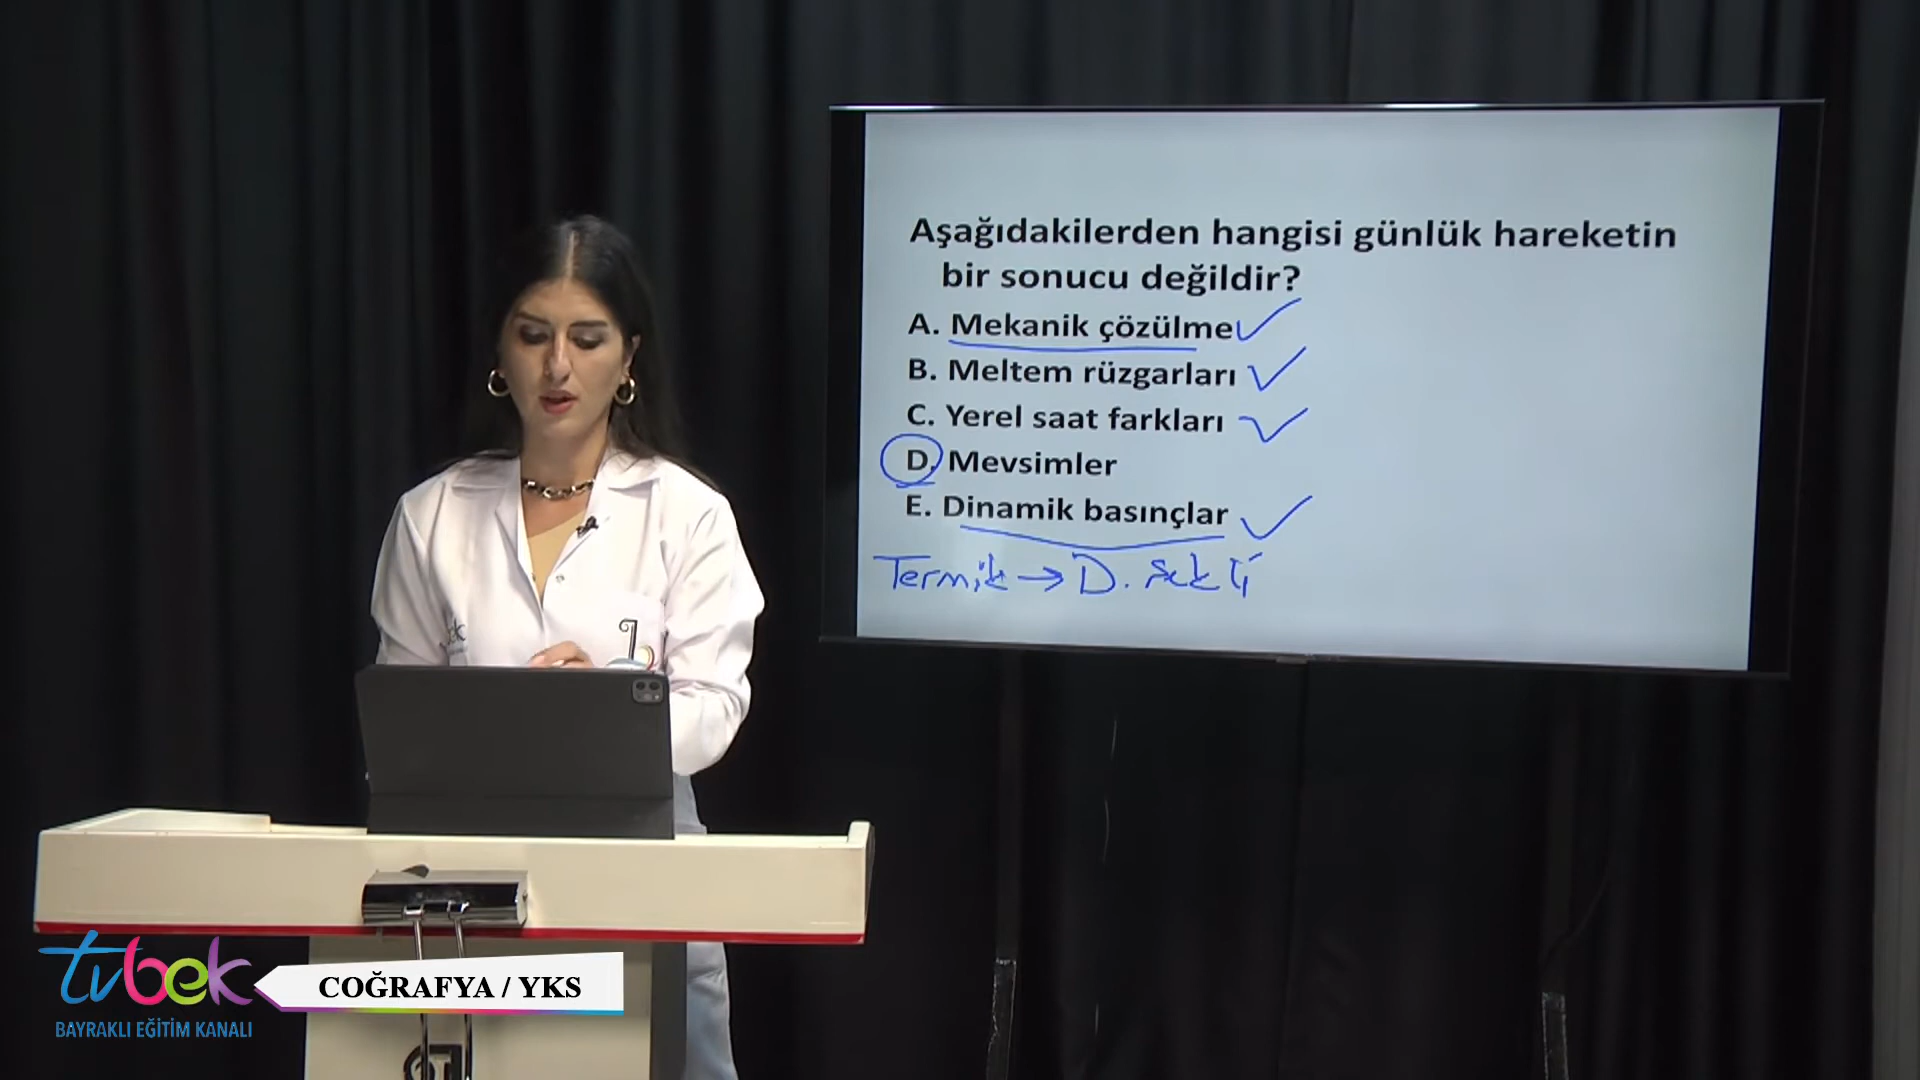 Aşağıdakilerden hangisi günlük hareketin
bir sonucu değildir?
A. Mekanik çözülme
B. Meltem rüzgarları
C. Yerel saat farkları
D. Mevsimler
E. Dinamik basınçlar
Termik → D. Şekli
tvbek
COĞRAFYA / YKS
BAYRAKLI EĞİTİM KANALI